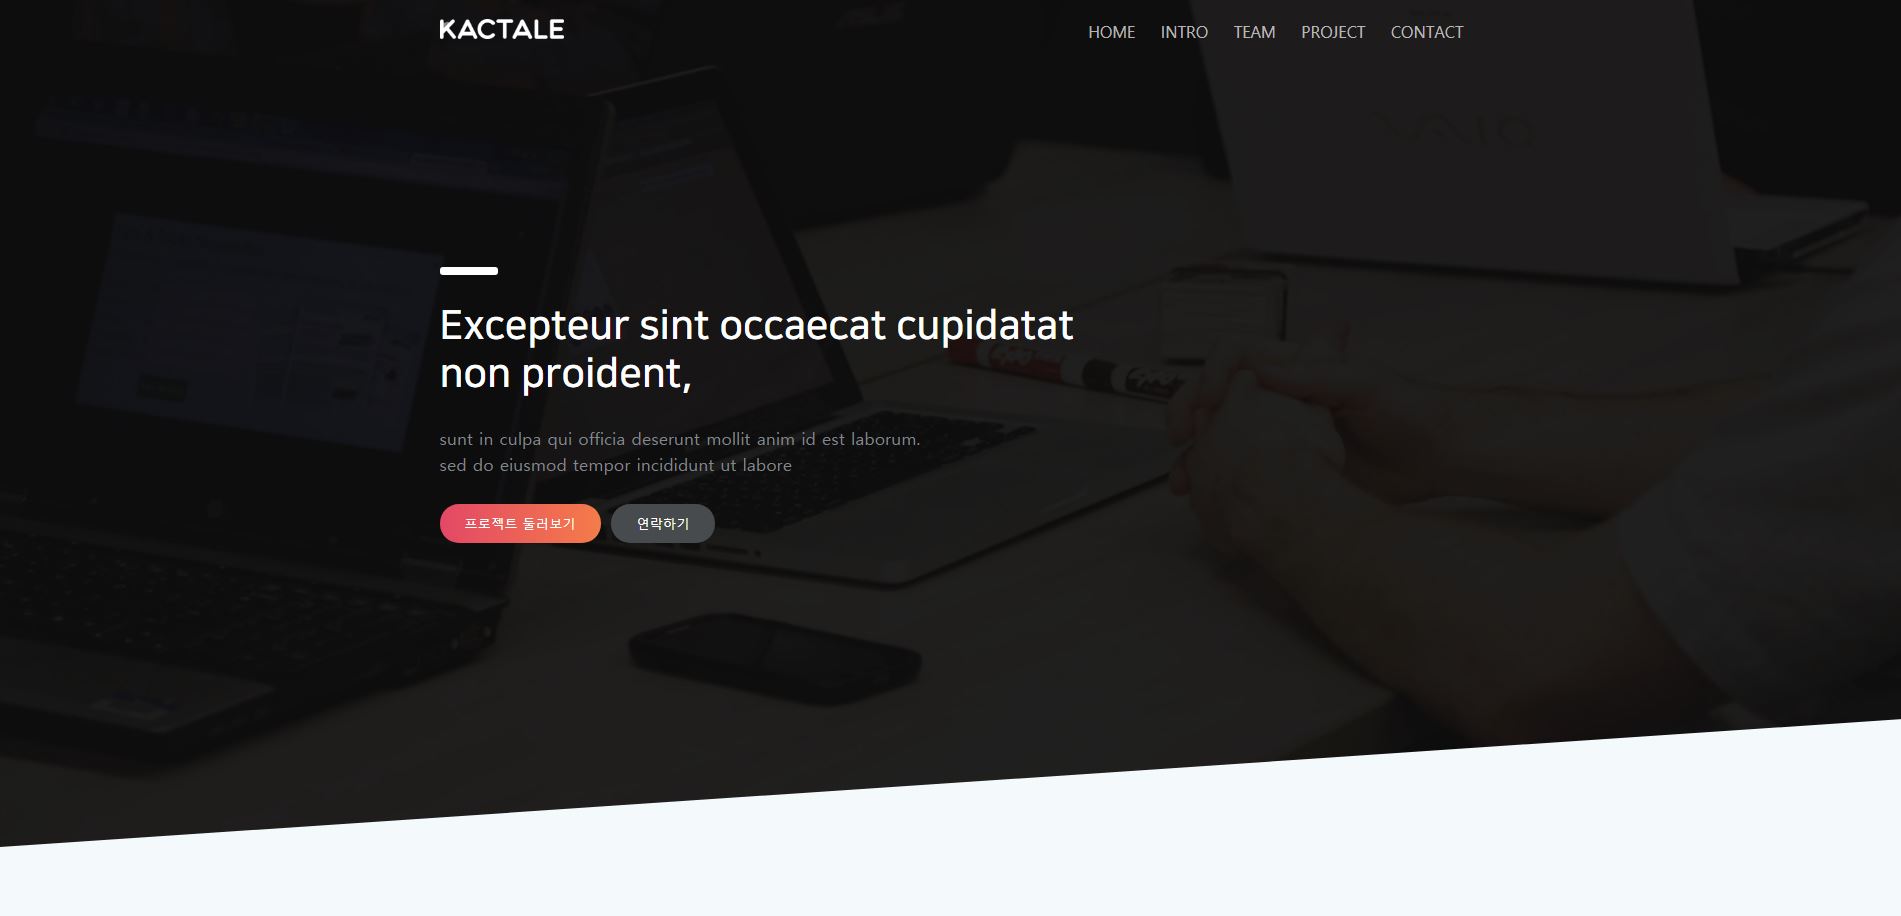 KACTALE
HOME INTRO TEAM PROJECT CONTACT
VAIO
Excepteur sint occaecat cupidatat
non proident,
sunt in culpa qui officia deserunt mollit anim id est laborum.
sed do eiusmod tempor incididunt ut labore
프로젝트 둘러보기 연락하기